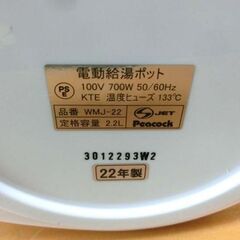 電動給湯ポット
PS
E
100V 700W 50/60Hz
KTE 温度ヒューズ 133℃
品番 WMJ-22
定格容量 2.2L
S JET
Peacock
3012293W2
22年製